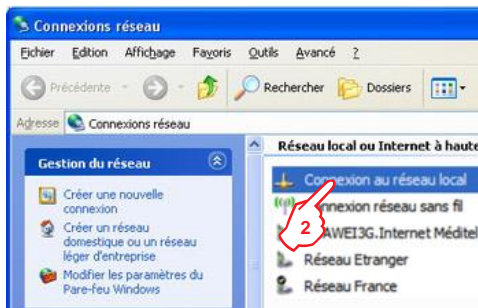 Connexions réseau
Fichier Edition Affichage Favoris Outils Avancé ?
Précédente Rechercher Dossiers
Adresse Connexions réseau
Gestion du réseau
Créer une nouvelle
connexion
Créer un réseau
domestique ou un réseau
léger d'entreprise
Modifier les paramètres du
Pare-feu Windows
Réseau local ou Internet à haute
Connexion au réseau local
nnexion réseau sans fil
2
AWEI3G.Internet Méditel
Réseau Etranger
Réseau France